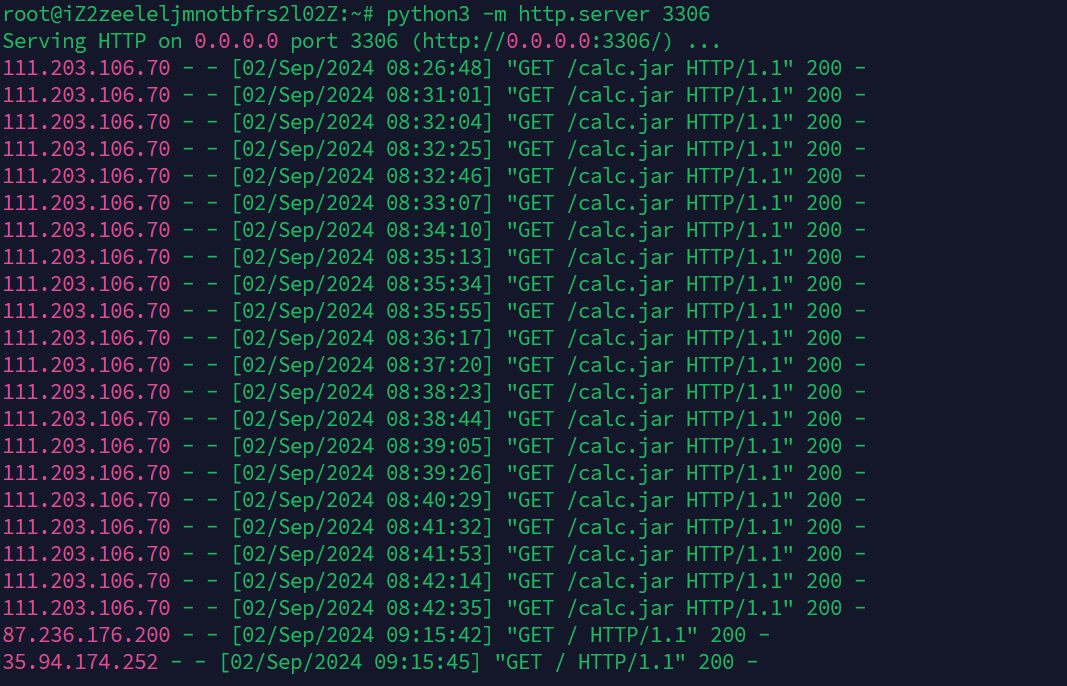 root@iZ2zeeleljmnotbfrs2l02Z:~# python3 -m http.server 3306
Serving HTTP on 0.0.0.0 port 3306 (http://0.0.0.0:3306/) ...
111.203.106.70 - - [02/Sep/2024 08:26:48] "GET /calc.jar HTTP/1.1" 200 -
111.203.106.70 - - [02/Sep/2024 08:31:01] "GET /calc.jar HTTP/1.1" 200 -
111.203.106.70 - - [02/Sep/2024 08:32:04] "GET /calc.jar HTTP/1.1" 200 -
111.203.106.70 - - [02/Sep/2024 08:32:25] "GET /calc.jar HTTP/1.1" 200 -
111.203.106.70 - - [02/Sep/2024 08:32:46] "GET /calc.jar HTTP/1.1" 200 -
111.203.106.70 - - [02/Sep/2024 08:33:07] "GET /calc.jar HTTP/1.1" 200 -
111.203.106.70 - - [02/Sep/2024 08:34:10] "GET /calc.jar HTTP/1.1" 200 -
111.203.106.70 - - [02/Sep/2024 08:35:13] "GET /calc.jar HTTP/1.1" 200 -
111.203.106.70 - - [02/Sep/2024 08:35:34] "GET /calc.jar HTTP/1.1" 200 -
111.203.106.70 - - [02/Sep/2024 08:35:55] "GET /calc.jar HTTP/1.1" 200 -
111.203.106.70 - - [02/Sep/2024 08:36:17] "GET /calc.jar HTTP/1.1" 200 -
111.203.106.70 - - [02/Sep/2024 08:37:20] "GET /calc.jar HTTP/1.1" 200 -
111.203.106.70 - - [02/Sep/2024 08:38:23] "GET /calc.jar HTTP/1.1" 200 -
111.203.106.70 - - [02/Sep/2024 08:38:44] "GET /calc.jar HTTP/1.1" 200 -
111.203.106.70 - - [02/Sep/2024 08:39:05] "GET /calc.jar HTTP/1.1" 200 -
111.203.106.70 - - [02/Sep/2024 08:39:26] "GET /calc.jar HTTP/1.1" 200 -
111.203.106.70 - - [02/Sep/2024 08:40:29] "GET /calc.jar HTTP/1.1" 200 -
111.203.106.70 - - [02/Sep/2024 08:41:32] "GET /calc.jar HTTP/1.1" 200 -
111.203.106.70 - - [02/Sep/2024 08:41:53] "GET /calc.jar HTTP/1.1" 200 -
111.203.106.70 - - [02/Sep/2024 08:42:14] "GET /calc.jar HTTP/1.1" 200 -
111.203.106.70 - - [02/Sep/2024 08:42:35] "GET /calc.jar HTTP/1.1" 200 -
87.236.176.200 - - [02/Sep/2024 09:15:42] "GET / HTTP/1.1" 200 -
35.94.174.252 - - [02/Sep/2024 09:15:45] "GET / HTTP/1.1" 200 -